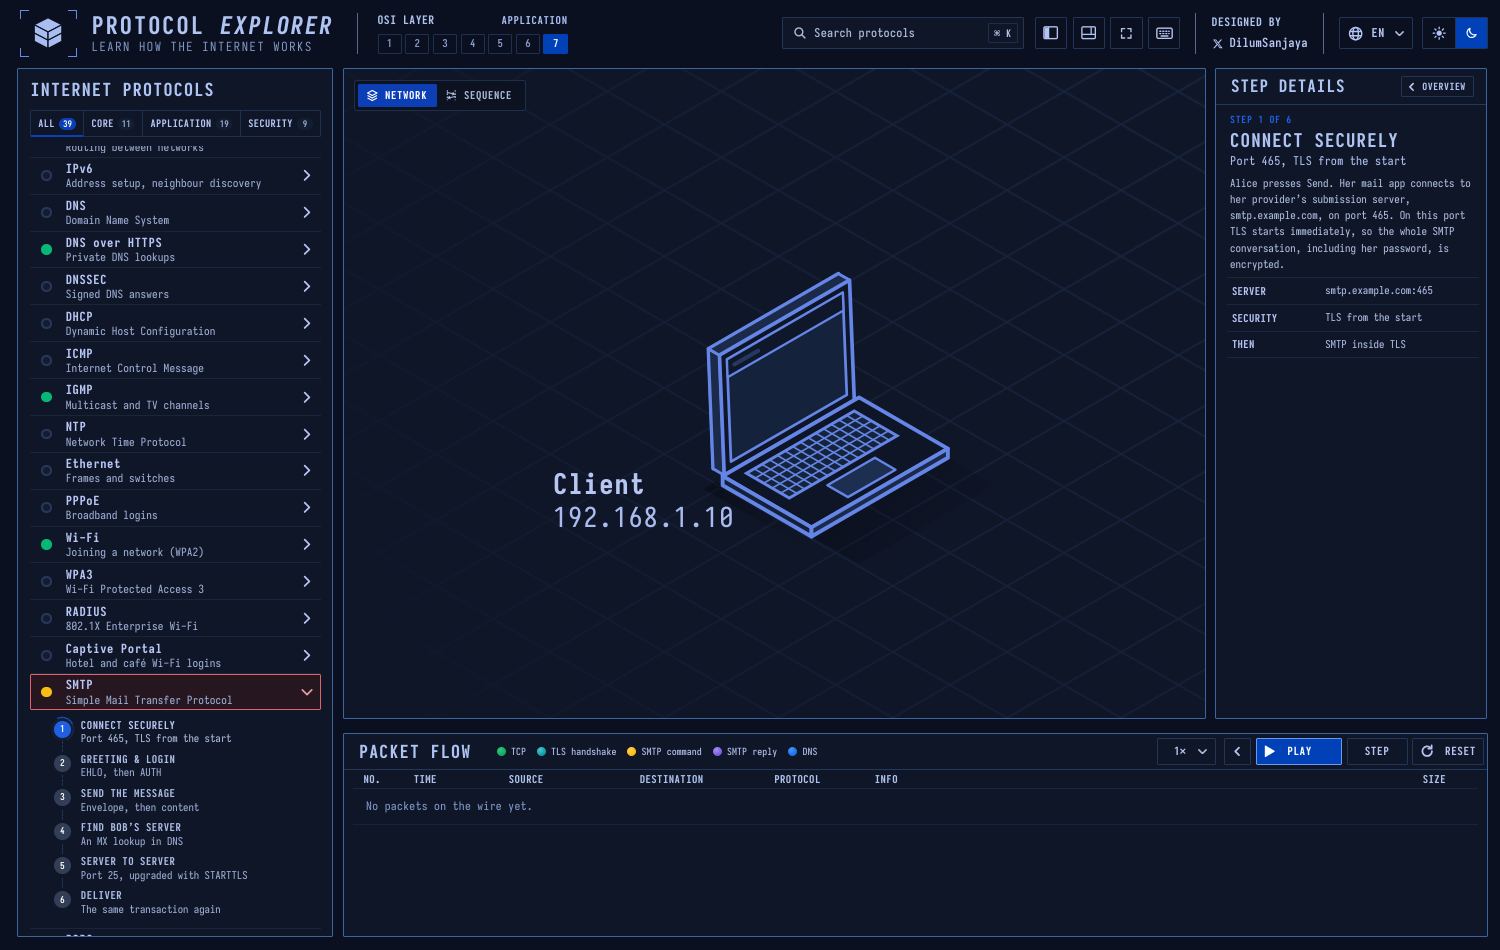 PROTOCOL EXPLORER
LEARN HOW THE INTERNET WORKS
OSI LAYER APPLICATION
1 2 3 4 5 6 7
Search protocols ⌘ K
DESIGNED BY
DilumSanjaya
EN
INTERNET PROTOCOLS
ALL 39 CORE 11 APPLICATION 19 SECURITY 9
Routing between networks
IPv6
Address setup, neighbour discovery
DNS
Domain Name System
DNS over HTTPS
Private DNS lookups
DNSSEC
Signed DNS answers
DHCP
Dynamic Host Configuration
ICMP
Internet Control Message
IGMP
Multicast and TV channels
NTP
Network Time Protocol
Ethernet
Frames and switches
PPPoE
Broadband logins
Wi-Fi
Joining a network (WPA2)
WPA3
Wi-Fi Protected Access 3
RADIUS
802.1X Enterprise Wi-Fi
Captive Portal
Hotel and café Wi-Fi logins
SMTP
Simple Mail Transfer Protocol
1 CONNECT SECURELY
Port 465, TLS from the start
2 GREETING & LOGIN
EHLO, then AUTH
3 SEND THE MESSAGE
Envelope, then content
4 FIND BOB’S SERVER
An MX lookup in DNS
5 SERVER TO SERVER
Port 25, upgraded with STARTTLS
6 DELIVER
The same transaction again
NETWORK SEQUENCE
Client
192.168.1.10
STEP DETAILS OVERVIEW
STEP 1 OF 6
CONNECT SECURELY
Port 465, TLS from the start
Alice presses Send. Her mail app connects to
her provider’s submission server,
smtp.example.com, on port 465. On this port
TLS starts immediately, so the whole SMTP
conversation, including her password, is
encrypted.
SERVER smtp.example.com:465
SECURITY TLS from the start
THEN SMTP inside TLS
PACKET FLOW TCP TLS handshake SMTP command SMTP reply DNS 1× PLAY STEP RESET
NO. TIME SOURCE DESTINATION PROTOCOL INFO SIZE
No packets on the wire yet.